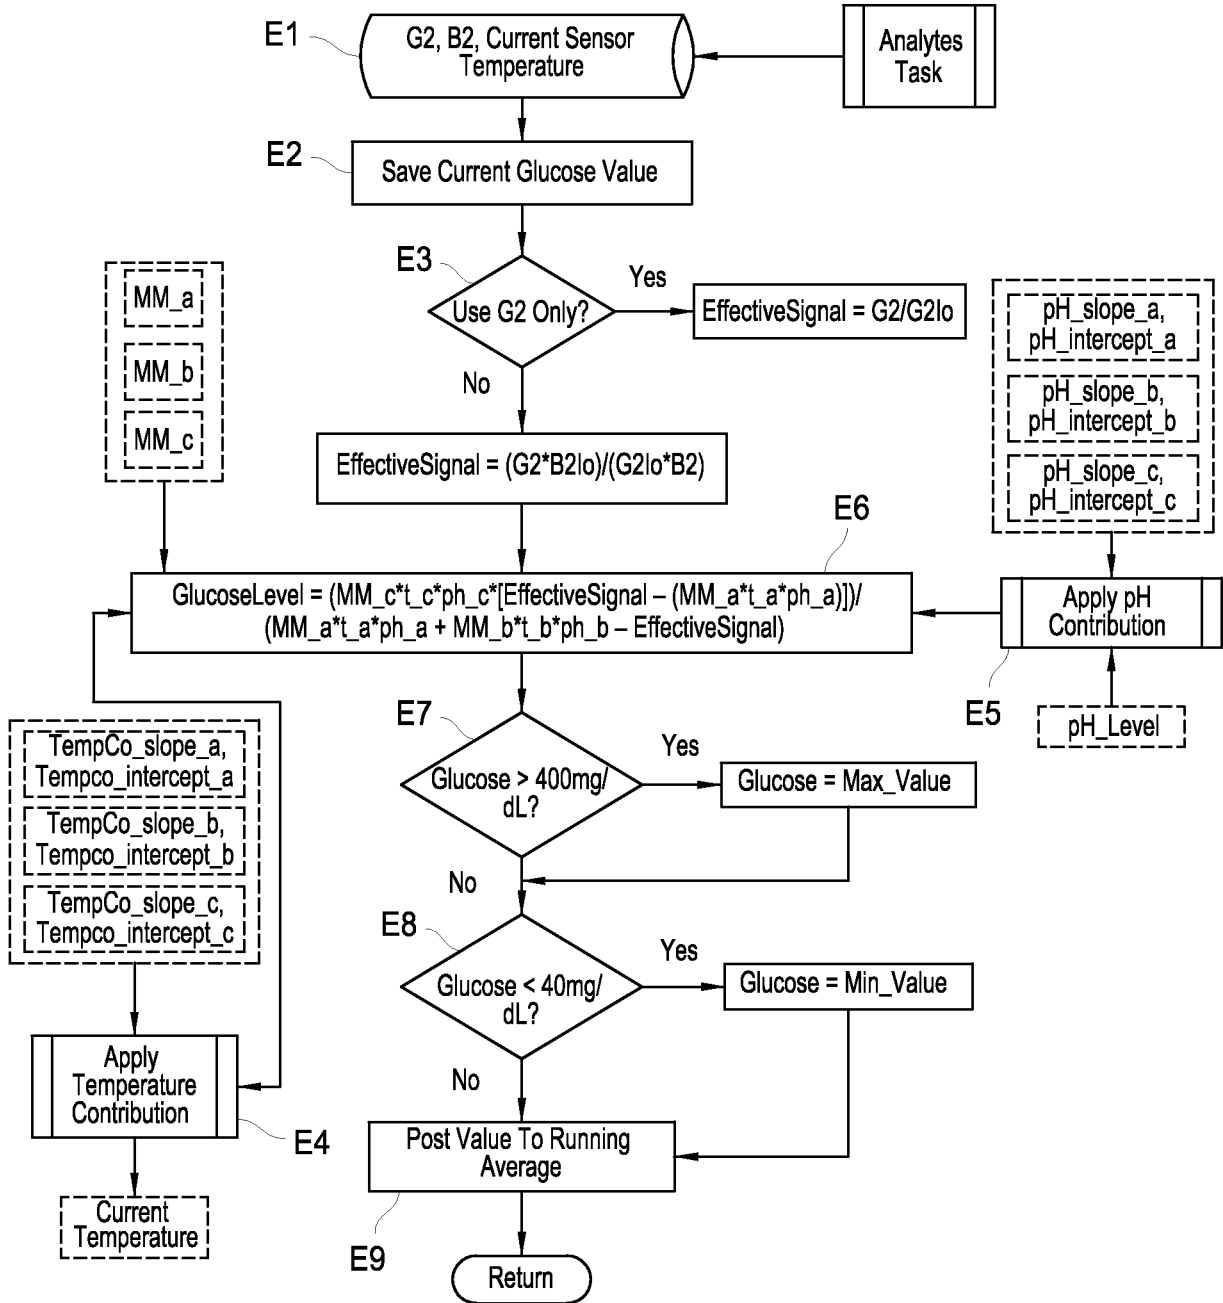 E1
G2, B2, Current Sensor
Temperature
Analytes
Task
E2
Save Current Glucose Value
E3
Use G2 Only?
Yes
EffectiveSignal = G2/G2lo
No
MM_a
MM_b
MM_c
pH_slope_a,
pH_intercept_a
pH_slope_b,
pH_intercept_b
pH_slope_c,
pH_intercept_c
EffectiveSignal = (G2*B2lo)/(G2lo*B2)
E6
GlucoseLevel = (MM_c*t_c*ph_c*[EffectiveSignal – (MM_a*t_a*ph_a)])/
(MM_a*t_a*ph_a + MM_b*t_b*ph_b – EffectiveSignal)
Apply pH
Contribution
E5
pH_Level
E7
Glucose > 400mg/
dL?
Yes
Glucose = Max_Value
No
TempCo_slope_a,
Tempco_intercept_a
TempCo_slope_b,
Tempco_intercept_b
TempCo_slope_c,
Tempco_intercept_c
E8
Glucose < 40mg/
dL?
Yes
Glucose = Min_Value
No
Apply
Temperature
Contribution
E4
Current
Temperature
Post Value To Running
Average
E9
Return